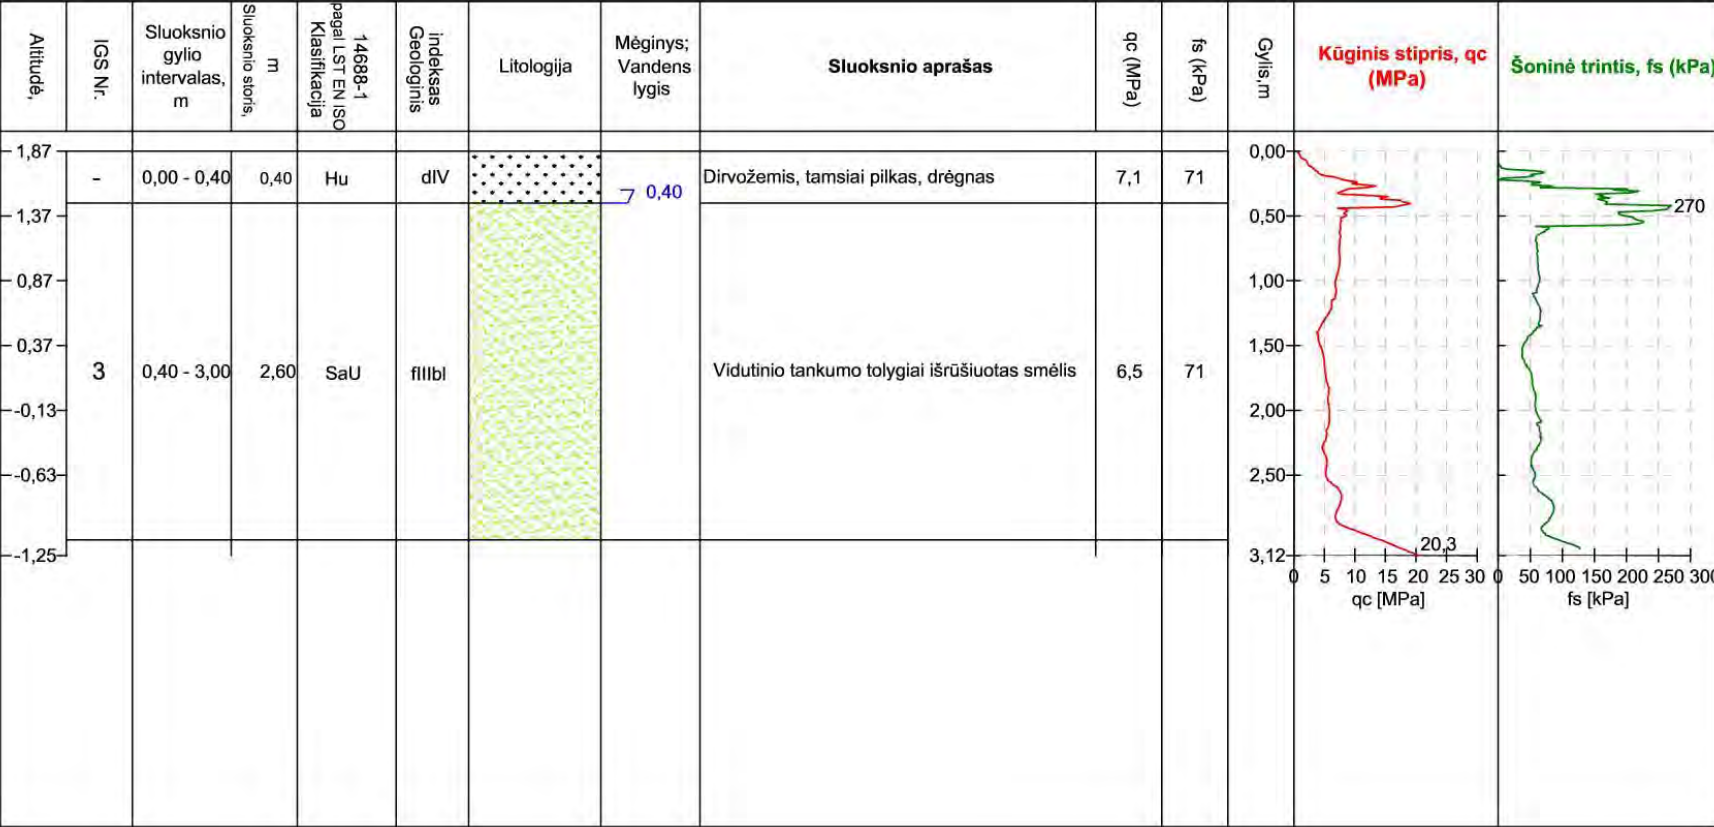 Altitudė,
IGS Nr.
Sluoksnio
gylio
intervalas,
m
Sluoksnio storis,
m
Klasifikacija
pagal LST EN ISO
14688-1
Geologinis
indeksas
Litologija
Mėginys;
Vandens
lygis
Sluoksnio aprašas
qc (MPa)
fs (kPa)
Gylis,m
Kūginis stipris, qc
(MPa)
Šoninė trintis, fs (kPa)
1,87
1,37
0,87
0,37
-0,13
-0,63
-1,25
- 0,00 - 0,40 0,40 Hu dIV 0,40 Dirvožemis, tamsiai pilkas, drėgnas 7,1 71
3 0,40 - 3,00 2,60 SaU fIIIbl Vidutinio tankumo tolygiai išrūšiuotas smėlis 6,5 71
0,00
0,50
1,00
1,50
2,00
2,50
3,12
20,3
0 5 10 15 20 25 30
qc [MPa]
270
0 50 100 150 200 250 300
fs [kPa]